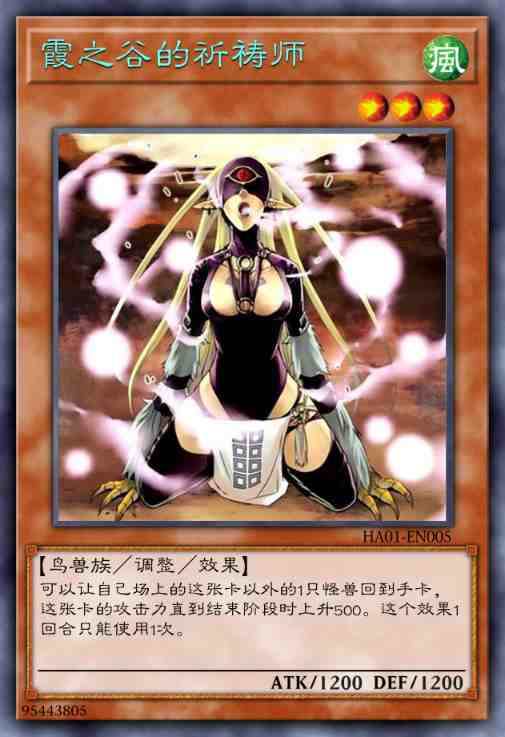 霞之谷的祈祷师
風
HA01-EN005
【鸟兽族／调整／效果】
可以让自己场上的这张卡以外的1只怪兽回到手卡，
这张卡的攻击力直到结束阶段时上升500。这个效果1
回合只能使用1次。
ATK/1200 DEF/1200
95443805